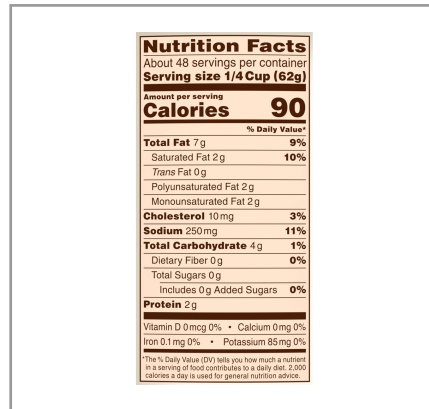 Nutrition Facts
About 48 servings per container
Serving size 1/4 Cup (62g)
Amount per serving
Calories 90
% Daily Value*
Total Fat 7g 9%
Saturated Fat 2g 10%
Trans Fat 0g
Polyunsaturated Fat 2g
Monounsaturated Fat 2g
Cholesterol 10mg 3%
Sodium 250mg 11%
Total Carbohydrate 4g 1%
Dietary Fiber 0g 0%
Total Sugars 0g
Includes 0g Added Sugars 0%
Protein 2g
Vitamin D 0mcg 0% • Calcium 0mg 0%
Iron 0.1mg 0% • Potassium 85mg 0%
*The % Daily Value (DV) tells you how much a nutrient
in a serving of food contributes to a daily diet. 2,000
calories a day is used for general nutrition advice.